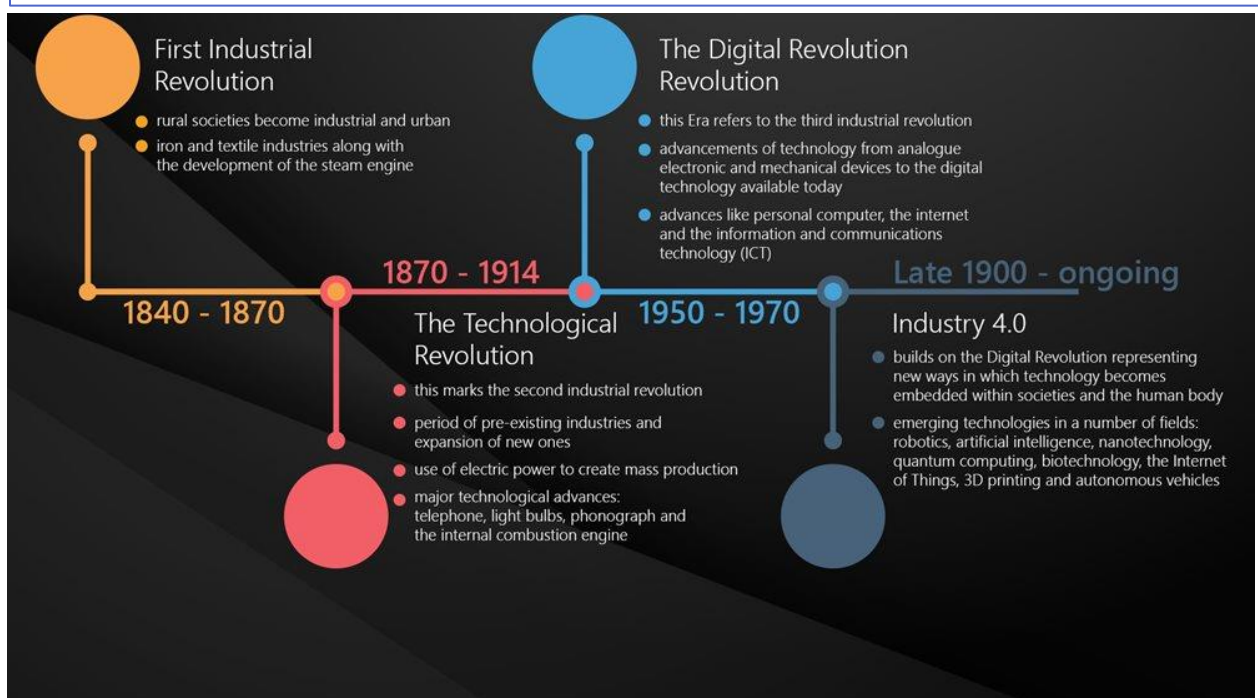 First Industrial
Revolution
rural societies become industrial and urban
iron and textile industries along with
the development of the steam engine
1840 - 1870
1870 - 1914
The Technological
Revolution
this marks the second industrial revolution
period of pre-existing industries and
expansion of new ones
use of electric power to create mass production
major technological advances:
telephone, light bulbs, phonograph and
the internal combustion engine
The Digital Revolution
Revolution
this Era refers to the third industrial revolution
advancements of technology from analogue
electronic and mechanical devices to the digital
technology available today
advances like personal computer, the internet
and the information and communications
technology (ICT)
1950 - 1970
Late 1900 - ongoing
Industry 4.0
builds on the Digital Revolution representing
new ways in which technology becomes
embedded within societies and the human body
emerging technologies in a number of fields:
robotics, artificial intelligence, nanotechnology,
quantum computing, biotechnology, the Internet
of Things, 3D printing and autonomous vehicles